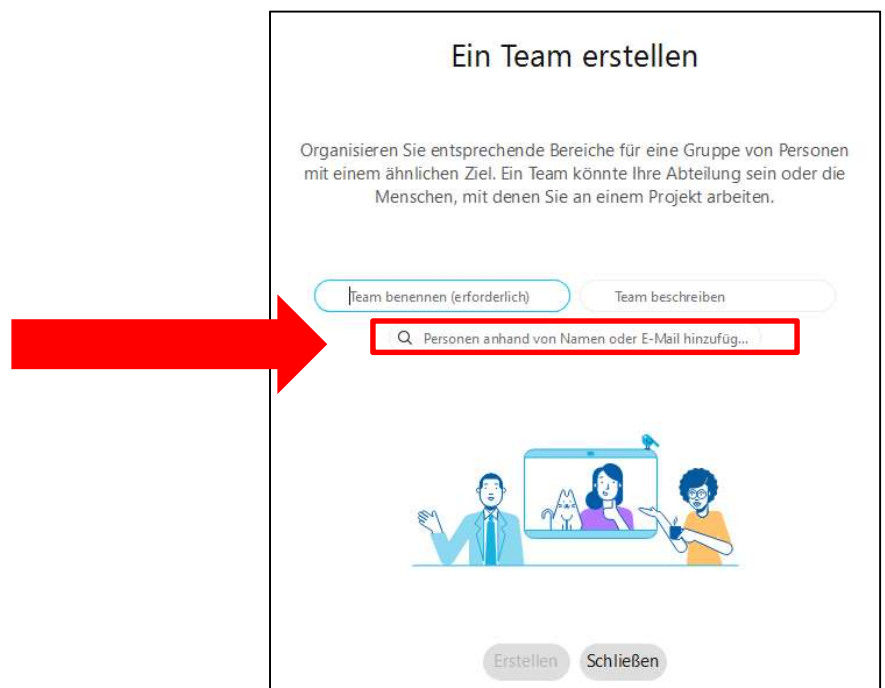 Ein Team erstellen
Organisieren Sie entsprechende Bereiche für eine Gruppe von Personen
mit einem ähnlichen Ziel. Ein Team könnte Ihre Abteilung sein oder die
Menschen, mit denen Sie an einem Projekt arbeiten.
Team benennen (erforderlich) Team beschreiben
Personen anhand von Namen oder E-Mail hinzufüg...
Erstellen Schließen